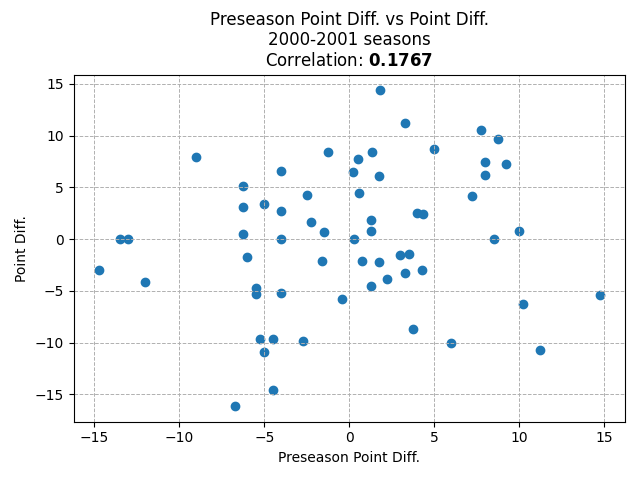 Preseason Point Diff. vs Point Diff.
2000-2001 seasons
Correlation: 0.1767
15
10
5
0
−5
−10
−15
Point Diff.
−15 −10 −5 0 5 10 15
Preseason Point Diff.